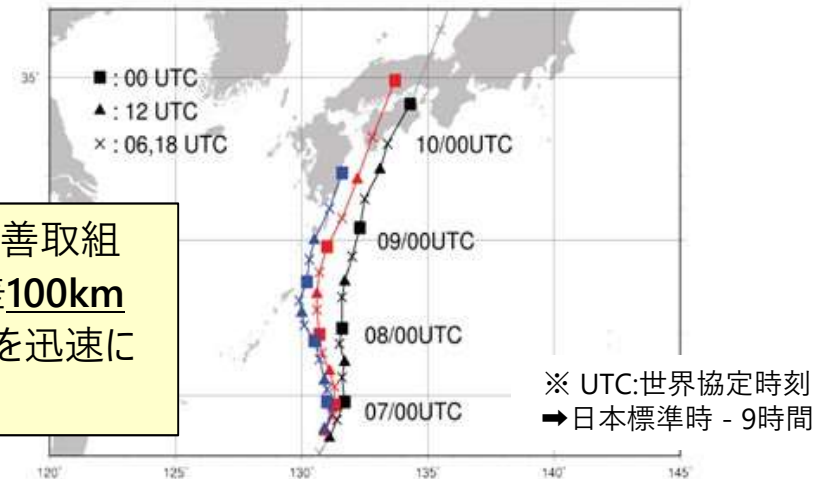 35°
■ : 00 UTC
▲ : 12 UTC
× : 06,18 UTC
10/00UTC
09/00UTC
08/00UTC
07/00UTC
善取組
100km
を迅速に
※ UTC:世界協定時刻
➡日本標準時 - 9時間
120° 125° 130° 135° 140° 145°